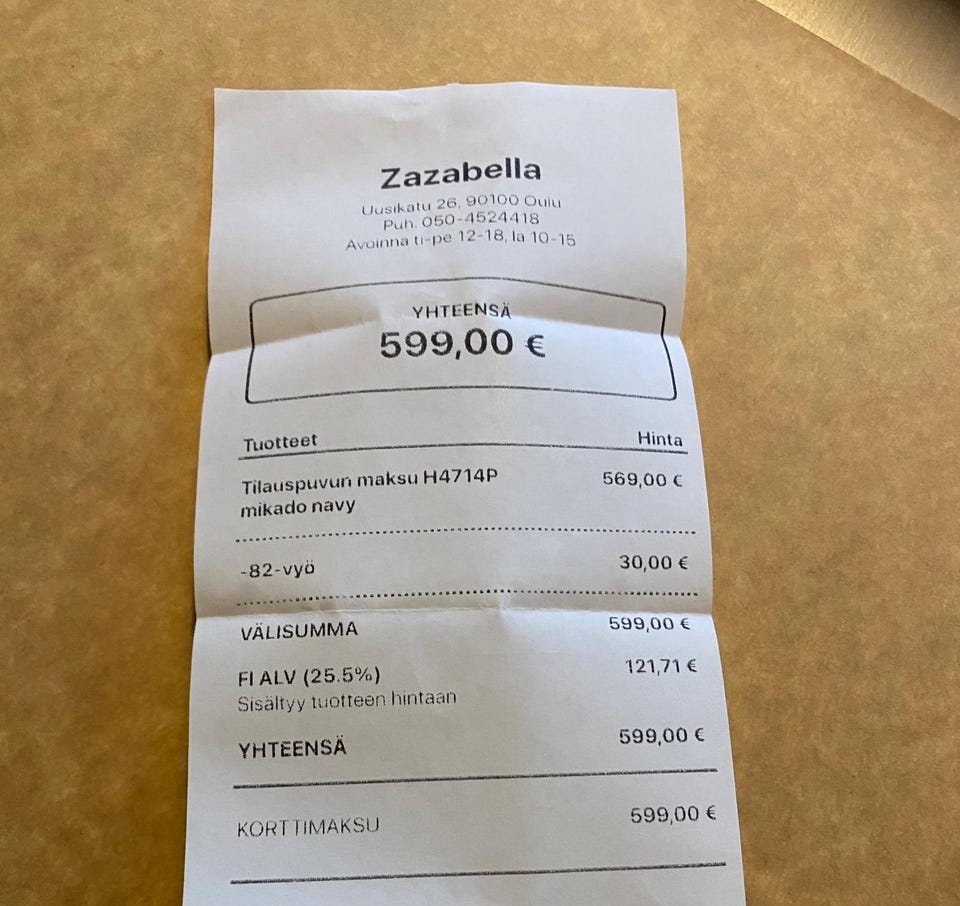 Zazabella
Uusikatu 26, 90100 Oulu
Puh. 050-4524418
Avoinna ti-pe 12-18, la 10-15
YHTEENSÄ
599,00 €
Tuotteet Hinta
Tilauspuvun maksu H4714P 569,00 €
mikado navy
-82-vyö 30,00 €
VÄLISUMMA 599,00 €
FI ALV (25.5%) 121,71 €
Sisältyy tuotteen hintaan
YHTEENSÄ 599,00 €
KORTTIMAKSU 599,00 €